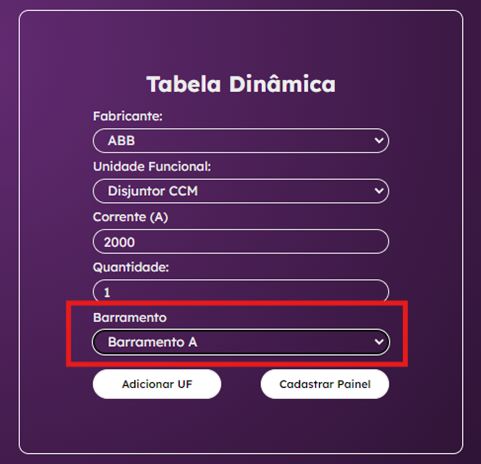 Tabela Dinâmica
Fabricante:
ABB
Unidade Funcional:
Disjuntor CCM
Corrente (A)
2000
Quantidade:
1
Barramento
Barramento A
Adicionar UF Cadastrar Painel